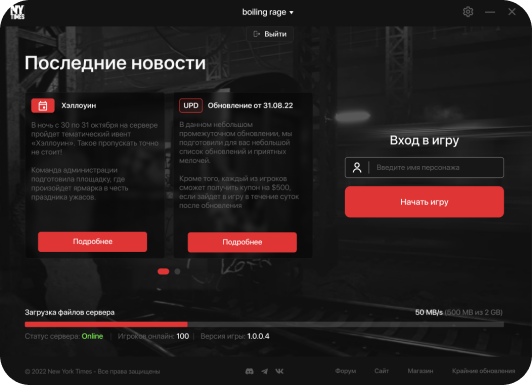 NY
TIMES
boiling rage
Выйти
Последние новости
Хэллоуин
В ночь с 30 по 31 октября на сервере
пройдет тематический ивент
«Хэллоуин». Такое пропускать точно
не стоит!
Команда администрации
подготовила площадку, где
произойдет ярмарка в честь
праздника ужасов.
Подробнее
UPD
Обновление от 31.08.22
В данном небольшом
промежуточном обновлении, мы
подготовили для вас небольшой
список обновлений и приятных
мелочей.
Кроме того, каждый из игроков
сможет получить купон на $500,
если зайдет в игру в течение суток
после обновления
Подробнее
Вход в игру
Введите имя персонажа
Начать игру
Загрузка файлов сервера
50 MB/s (500 MB из 2 GB)
Статус сервера: Online
Игроков онлайн: 100
Версия игры: 1.0.0.4
© 2022 New York Times - Все права защищены
Форум
Сайт
Магазин
Крайние обновления